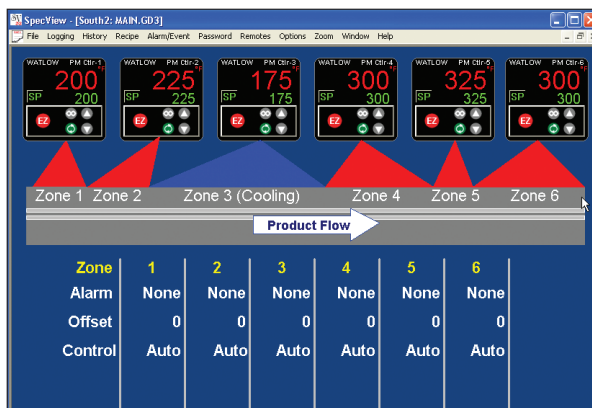 SpecView - [South2: MAIN.GD3]
File Logging History Recipe Alarm/Event Password Remotes Options Zoom Window Help
WATLOW PM Ctlr-1 WATLOW PM Ctlr-2 WATLOW PM Ctlr-3 WATLOW PM Ctlr-4 WATLOW PM Ctlr-5 WATLOW PM Ctlr-6
200°F 225°F 175°F 300°F 325°F 300°F
SP 200 SP 225 SP 175 SP 300 SP 325 SP 300
EZ EZ EZ EZ EZ EZ
Zone 1 Zone 2 Zone 3 (Cooling) Zone 4 Zone 5 Zone 6
Product Flow
Zone 1 2 3 4 5 6
Alarm None None None None None None
Offset 0 0 0 0 0 0
Control Auto Auto Auto Auto Auto Auto